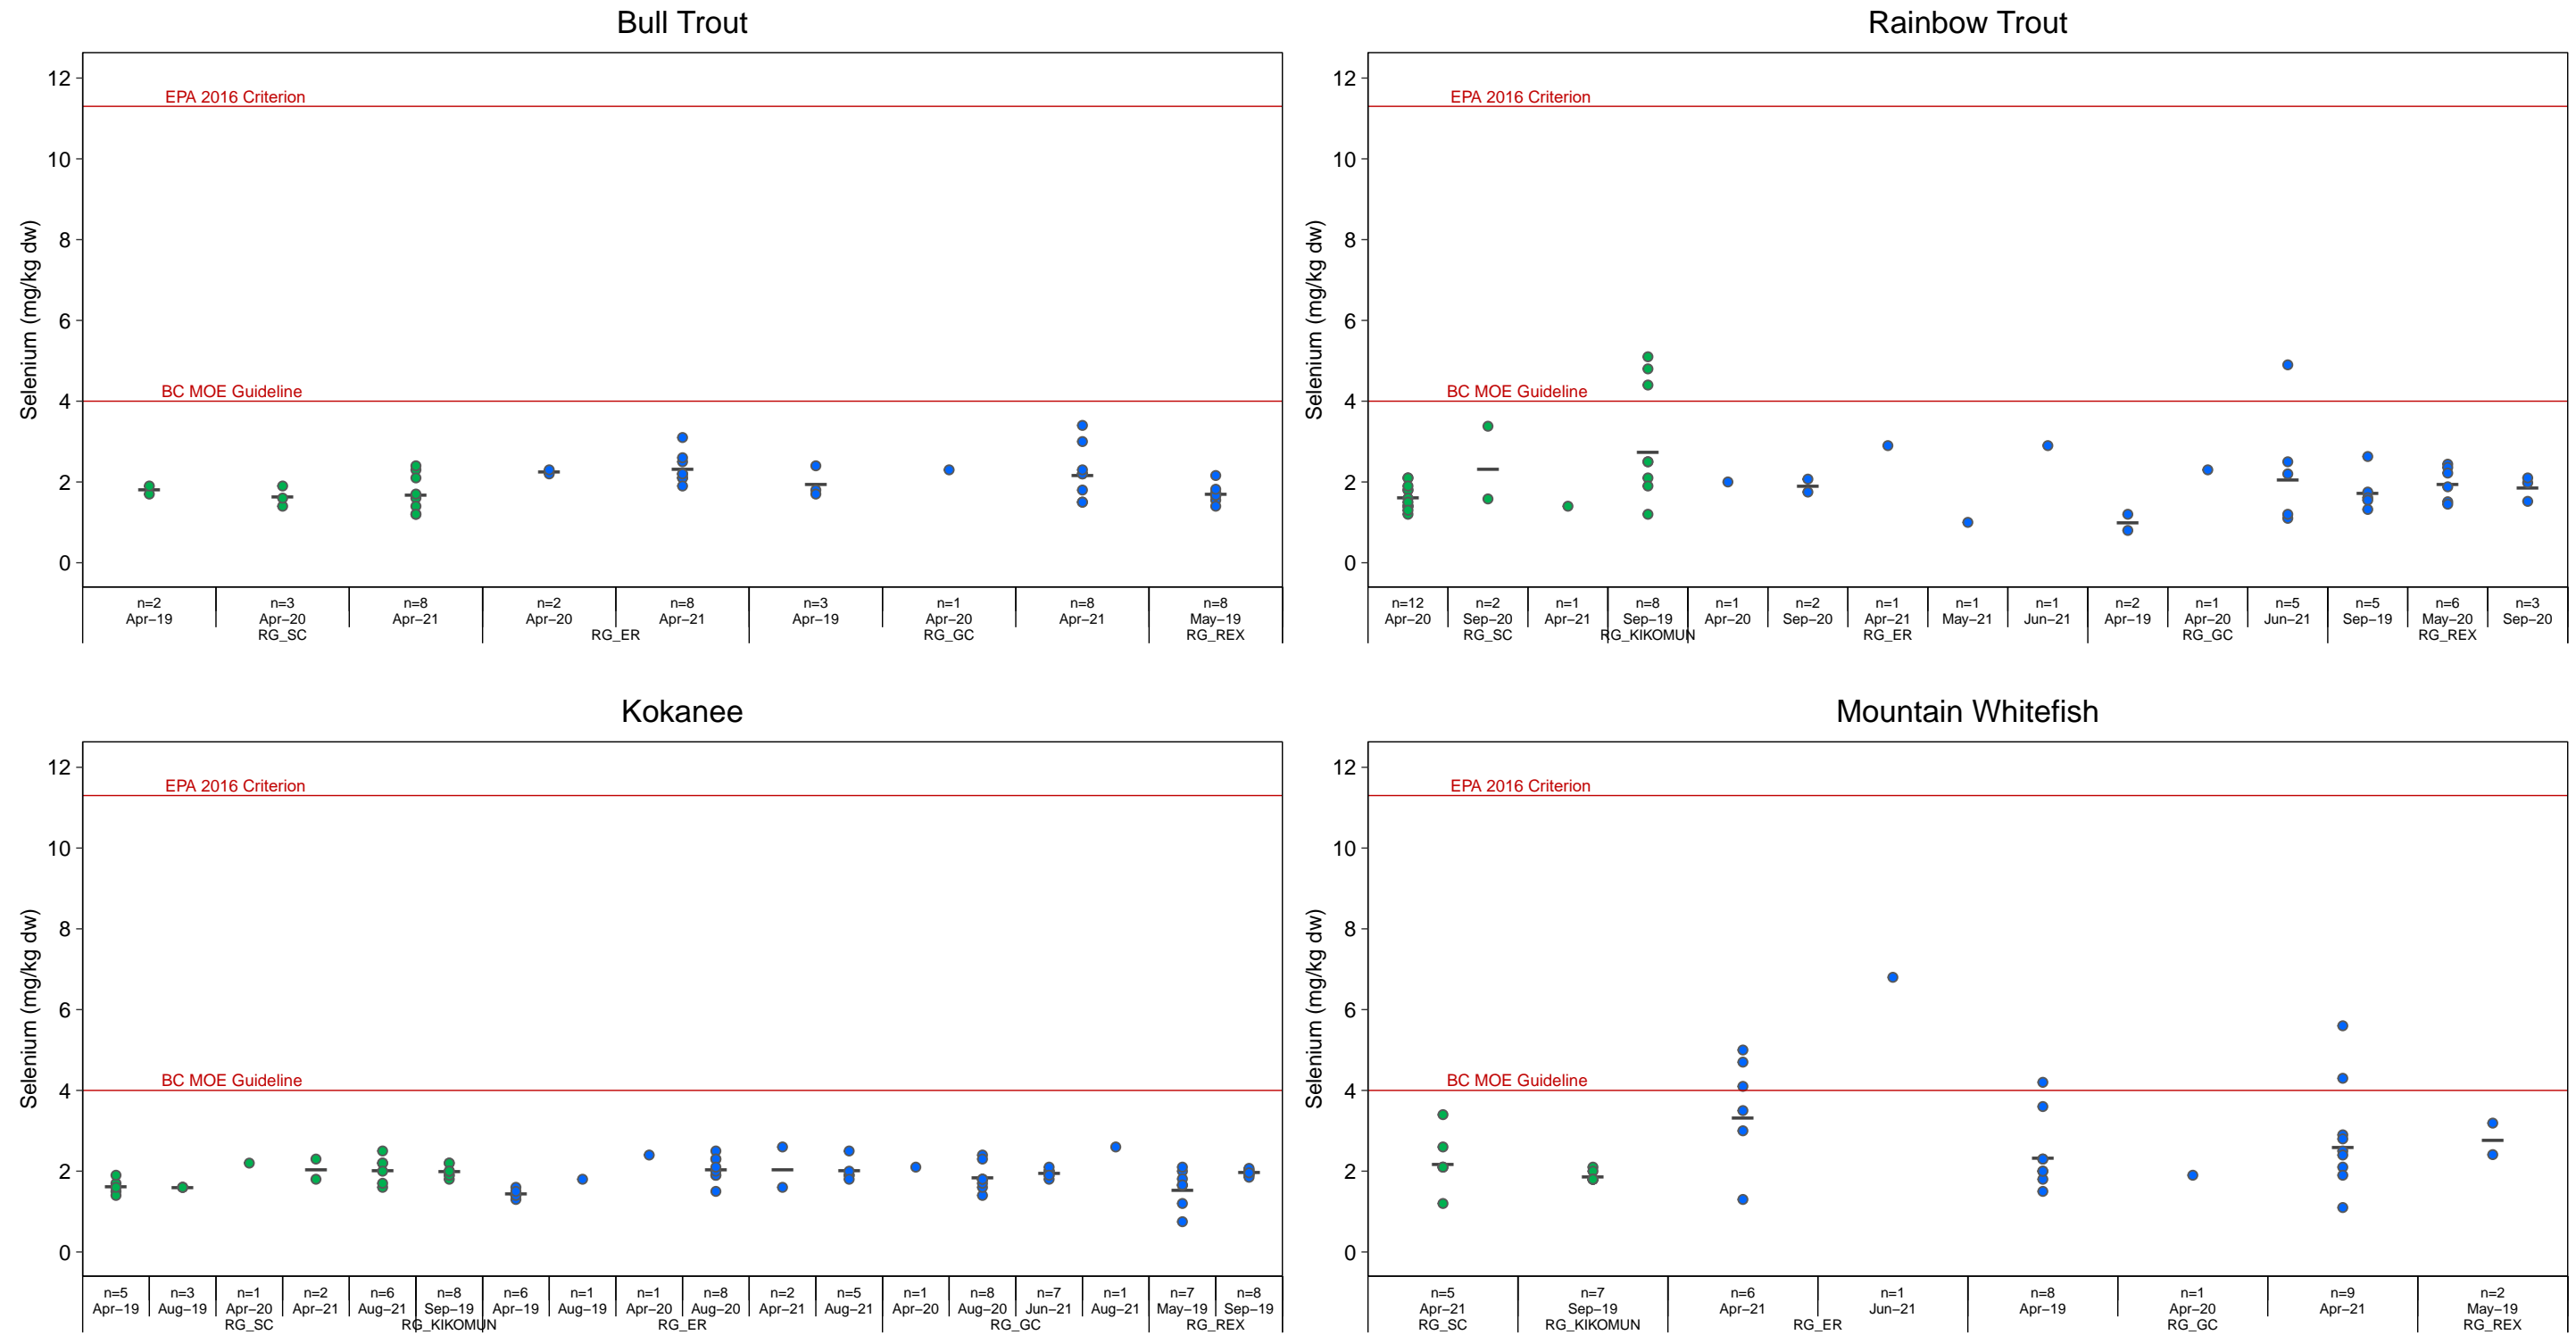 Bull Trout
Selenium (mg/kg dw)
12
10
8
6
4
2
0
EPA 2016 Criterion
BC MOE Guideline
n=2 n=3 n=8 n=2 n=8 n=3 n=1 n=8 n=8
Apr−19 Apr−20 Apr−21 Apr−20 Apr−21 Apr−19 Apr−20 Apr−21 May−19
RG_SC RG_ER RG_GC RG_REX
Rainbow Trout
Selenium (mg/kg dw)
12
10
8
6
4
2
0
EPA 2016 Criterion
BC MOE Guideline
n=12 n=2 n=1 n=8 n=1 n=2 n=1 n=1 n=1 n=2 n=1 n=5 n=5 n=6 n=3
Apr−20 Sep−20 Apr−21 Sep−19 Apr−20 Sep−20 Apr−21 May−21 Jun−21 Apr−19 Apr−20 Jun−21 Sep−19 May−20 Sep−20
RG_SC RG_KIKOMUN RG_ER RG_GC RG_REX
Kokanee
Selenium (mg/kg dw)
12
10
8
6
4
2
0
EPA 2016 Criterion
BC MOE Guideline
n=5 n=3 n=1 n=2 n=6 n=8 n=6 n=1 n=1 n=8 n=2 n=5 n=1 n=8 n=7 n=1 n=7 n=8
Apr−19 Aug−19 Apr−20 Apr−21 Aug−21 Sep−19 Apr−19 Aug−19 Apr−20 Aug−20 Apr−21 Aug−21 Apr−20 Aug−20 Jun−21 Aug−21 May−19 Sep−19
RG_SC RG_KIKOMUN RG_ER RG_GC RG_REX
Mountain Whitefish
Selenium (mg/kg dw)
12
10
8
6
4
2
0
EPA 2016 Criterion
BC MOE Guideline
n=5 n=7 n=6 n=1 n=8 n=1 n=9 n=2
Apr−21 Sep−19 Apr−21 Jun−21 Apr−19 Apr−20 Apr−21 May−19
RG_SC RG_KIKOMUN RG_ER RG_GC RG_REX